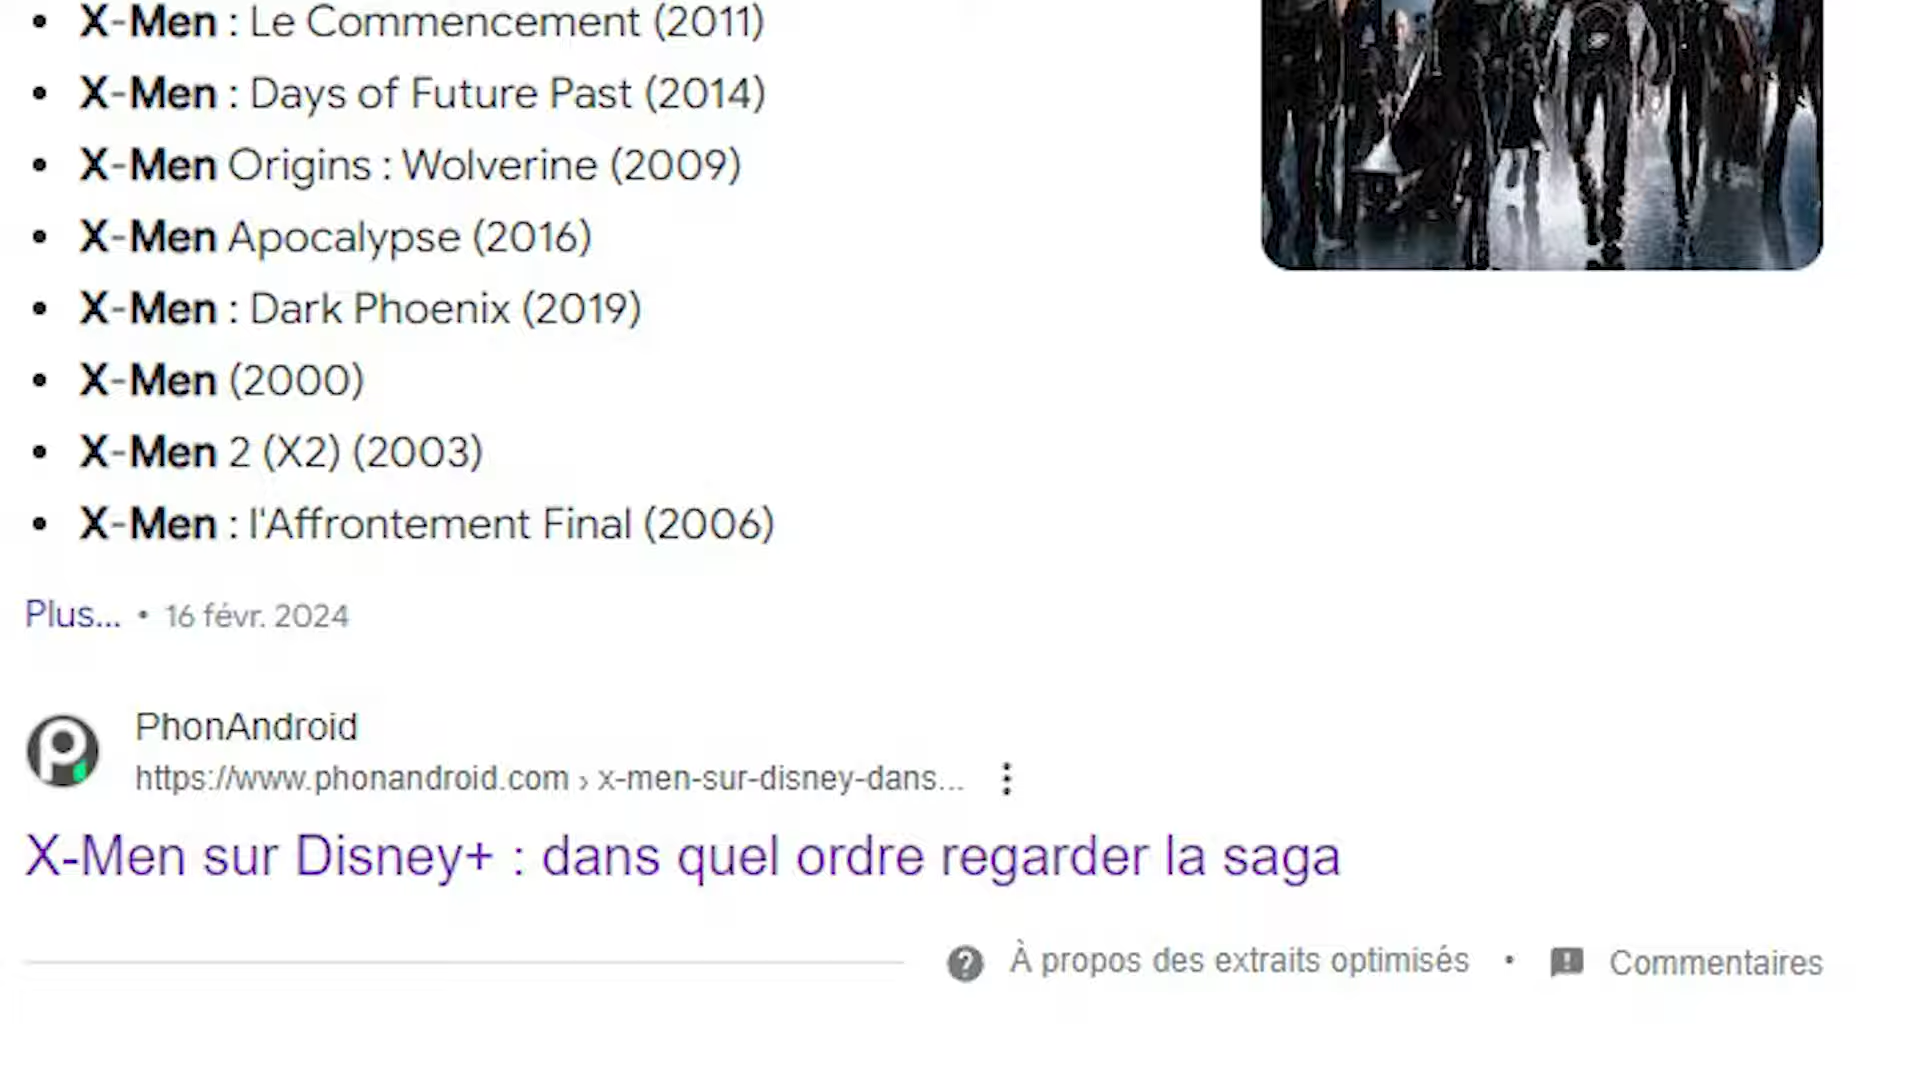 X-Men : Le Commencement (2011)
X-Men : Days of Future Past (2014)
X-Men Origins : Wolverine (2009)
X-Men Apocalypse (2016)
X-Men : Dark Phoenix (2019)
X-Men (2000)
X-Men 2 (X2) (2003)
X-Men : l'Affrontement Final (2006)
Plus... • 16 févr. 2024
PhonAndroid
https://www.phonandroid.com › x-men-sur-disney-dans...
X-Men sur Disney+ : dans quel ordre regarder la saga
À propos des extraits optimisés • Commentaires